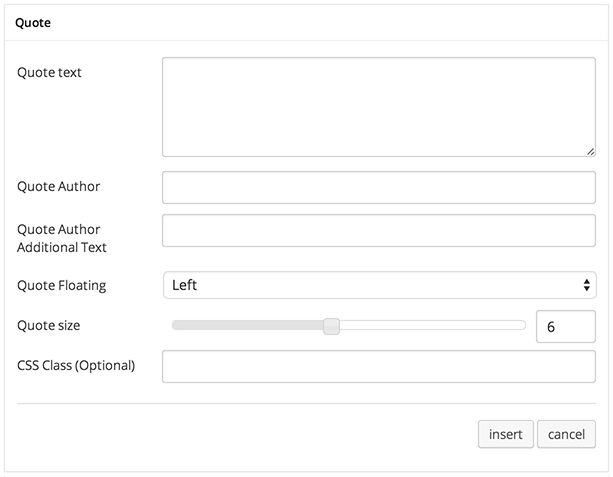 Quote
Quote text
Quote Author
Quote Author
Additional Text
Quote Floating
Left
Quote size
6
CSS Class (Optional)
insert
cancel